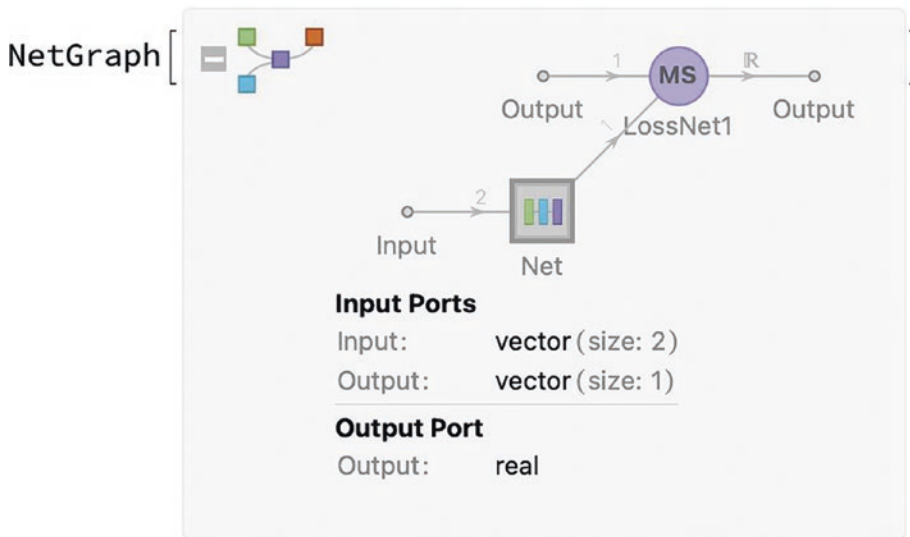 NetGraph[ ]
1 MS ℝ
Output LossNet1 Output
2
Input
Net
Input Ports
Input: vector (size: 2)
Output: vector (size: 1)
Output Port
Output: real